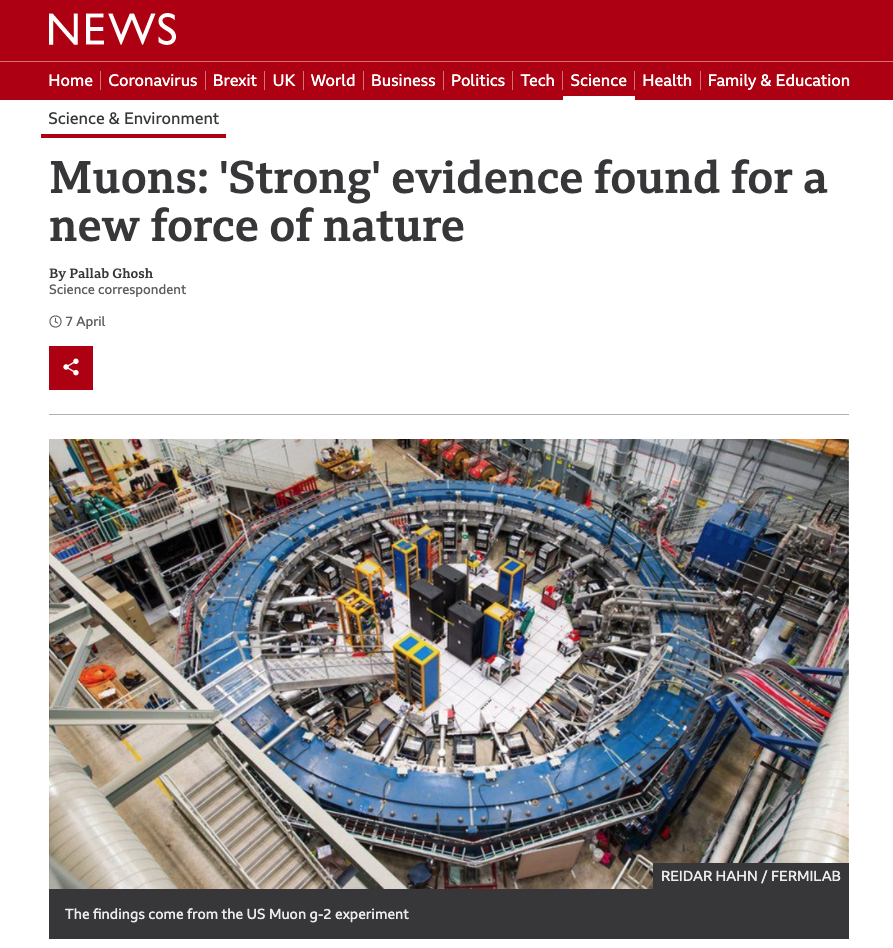 NEWS
Home Coronavirus Brexit UK World Business Politics Tech Science Health Family & Education
Science & Environment
Muons: 'Strong' evidence found for a
new force of nature
By Pallab Ghosh
Science correspondent
7 April
REIDAR HAHN / FERMILAB
The findings come from the US Muon g-2 experiment